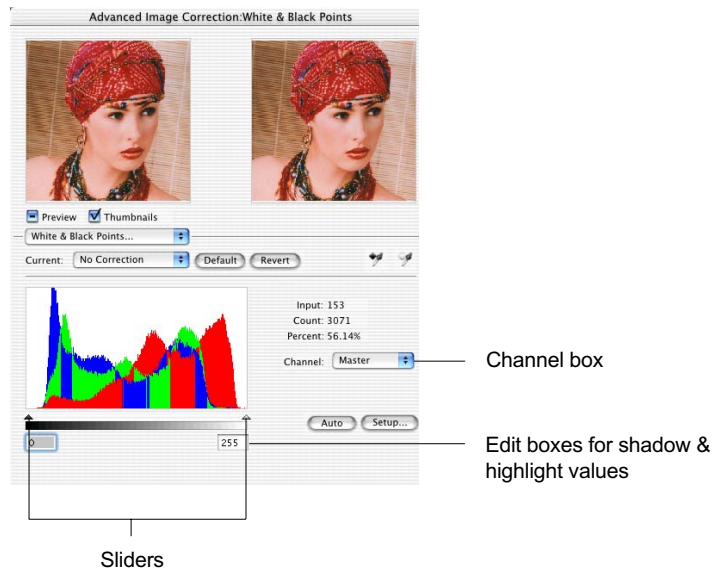 Advanced Image Correction:White & Black Points
Preview Thumbnails
White & Black Points...
Current: No Correction Default Revert
Input: 153
Count: 3071
Percent: 56.14%
Channel: Master
Channel box
Auto Setup...
0 255
Edit boxes for shadow &
highlight values
Sliders